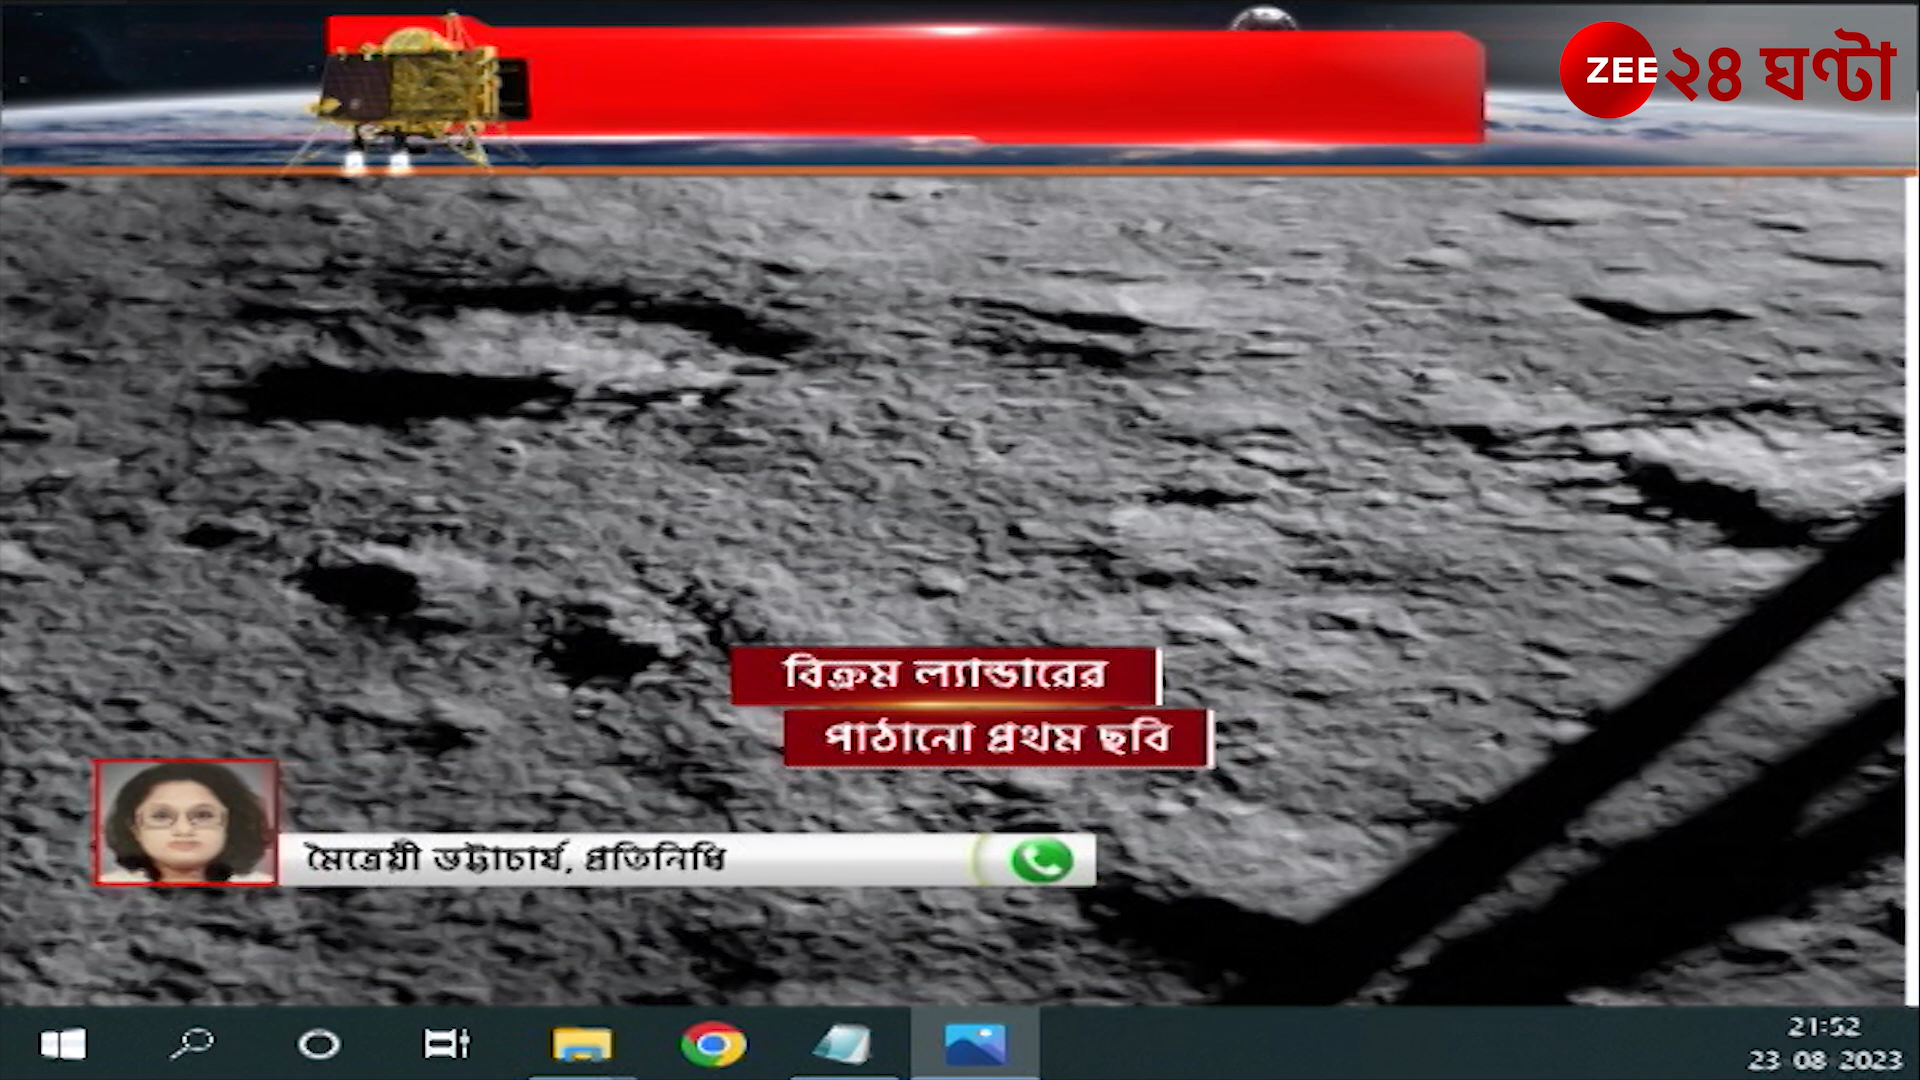 ZEE ২৪ ঘণ্টা
বিক্রম ল্যান্ডারের
পাঠানো প্রথম ছবি
মৈত্রেয়ী ভট্টাচার্য, প্রতিনিধি
21:52
23-08-2023